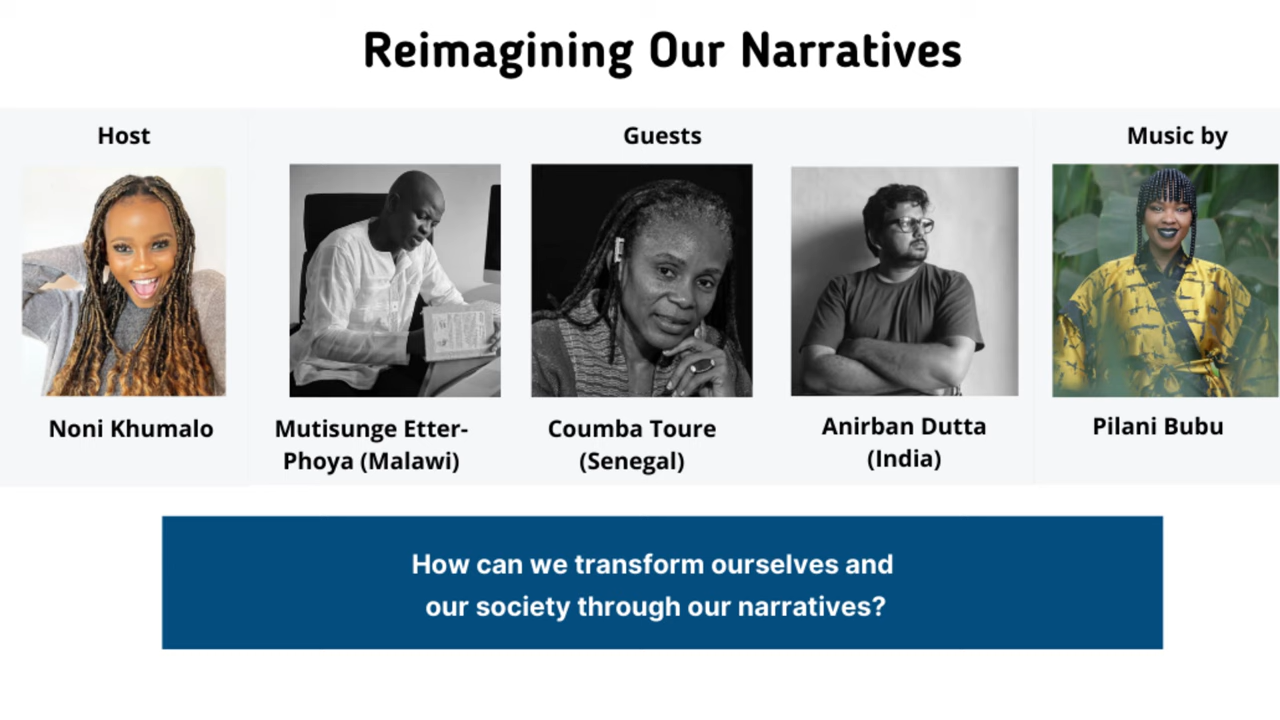 Reimagining Our Narratives
Host
Guests
Music by
Noni Khumalo
Mutisunge Etter-
Phoya (Malawi)
Coumba Toure
(Senegal)
Anirban Dutta
(India)
Pilani Bubu
How can we transform ourselves and
our society through our narratives?